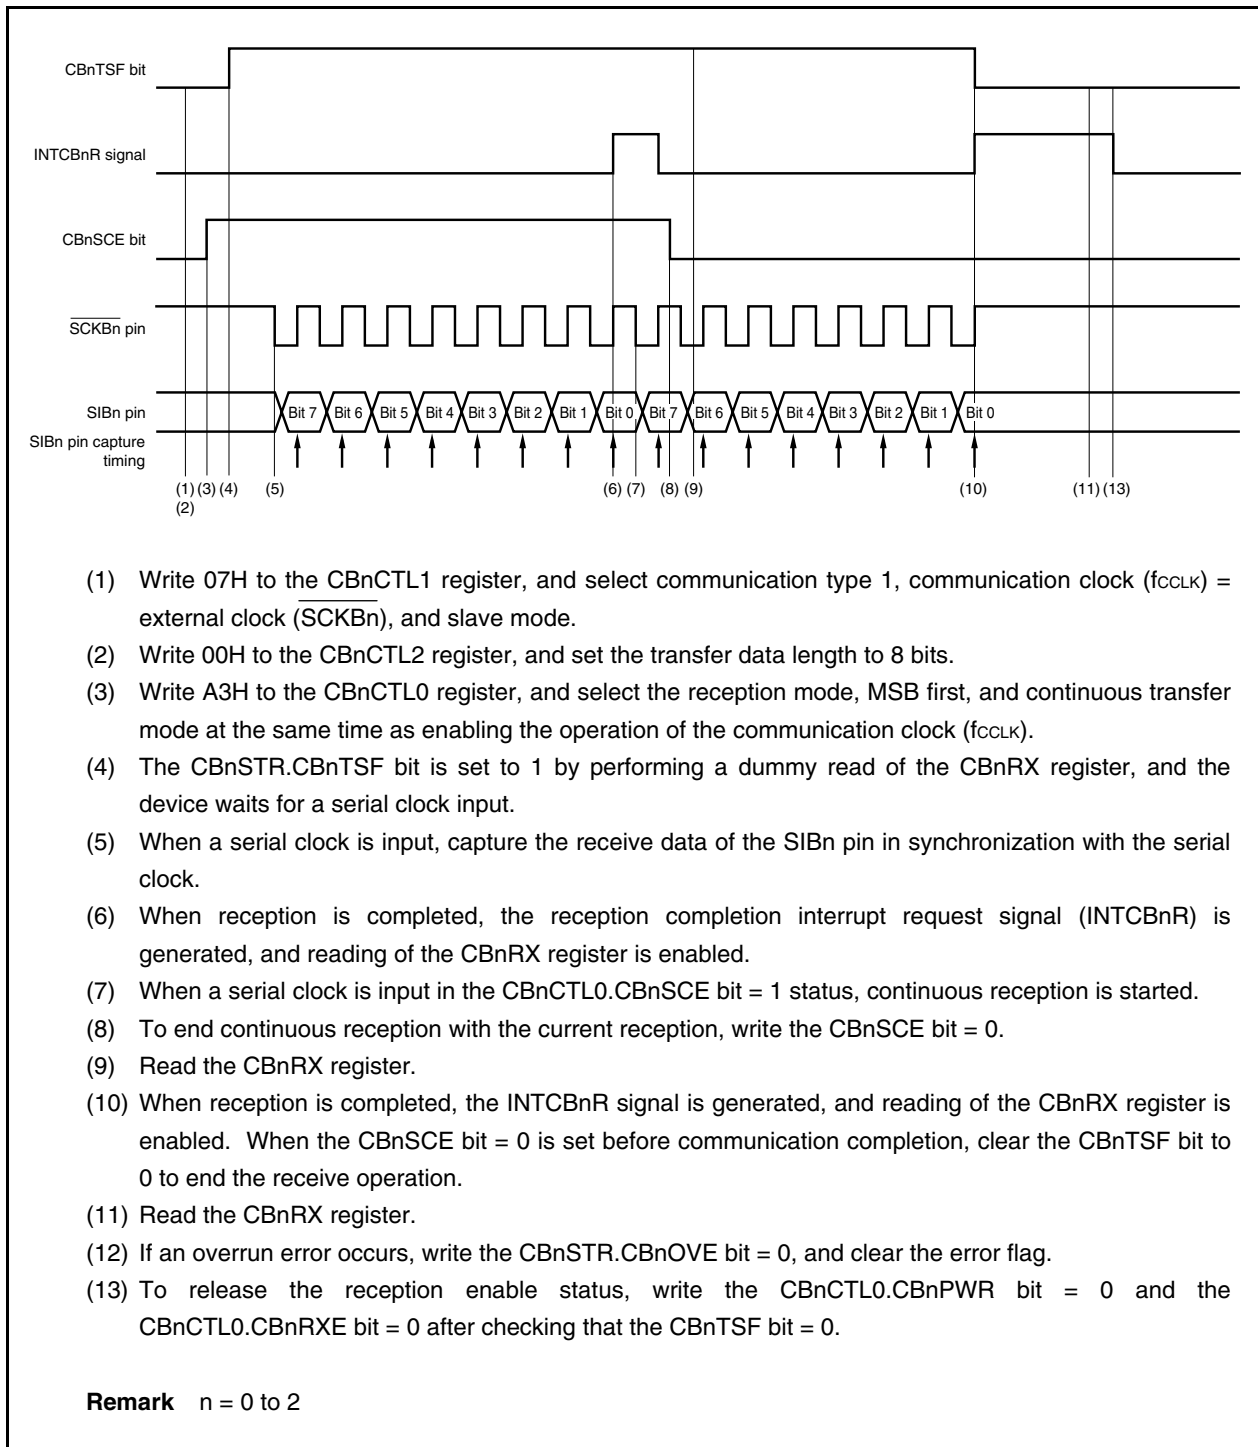 CBnTSF bit
INTCBnR signal
CBnSCE bit
SCKBn pin
SIBn pin
Bit 7 Bit 6 Bit 5 Bit 4 Bit 3 Bit 2 Bit 1 Bit 0 Bit 7 Bit 6 Bit 5 Bit 4 Bit 3 Bit 2 Bit 1 Bit 0
SIBn pin capture
timing
(1) (3) (4) (5) (6) (7) (8) (9) (10) (11) (13)
(2)
(1) Write 07H to the CBnCTL1 register, and select communication type 1, communication clock (fCCLK) =
external clock (SCKBn), and slave mode.
(2) Write 00H to the CBnCTL2 register, and set the transfer data length to 8 bits.
(3) Write A3H to the CBnCTL0 register, and select the reception mode, MSB first, and continuous transfer
mode at the same time as enabling the operation of the communication clock (fCCLK).
(4) The CBnSTR.CBnTSF bit is set to 1 by performing a dummy read of the CBnRX register, and the
device waits for a serial clock input.
(5) When a serial clock is input, capture the receive data of the SIBn pin in synchronization with the serial
clock.
(6) When reception is completed, the reception completion interrupt request signal (INTCBnR) is
generated, and reading of the CBnRX register is enabled.
(7) When a serial clock is input in the CBnCTL0.CBnSCE bit = 1 status, continuous reception is started.
(8) To end continuous reception with the current reception, write the CBnSCE bit = 0.
(9) Read the CBnRX register.
(10) When reception is completed, the INTCBnR signal is generated, and reading of the CBnRX register is
enabled. When the CBnSCE bit = 0 is set before communication completion, clear the CBnTSF bit to
0 to end the receive operation.
(11) Read the CBnRX register.
(12) If an overrun error occurs, write the CBnSTR.CBnOVE bit = 0, and clear the error flag.
(13) To release the reception enable status, write the CBnCTL0.CBnPWR bit = 0 and the
CBnCTL0.CBnRXE bit = 0 after checking that the CBnTSF bit = 0.
Remark n = 0 to 2